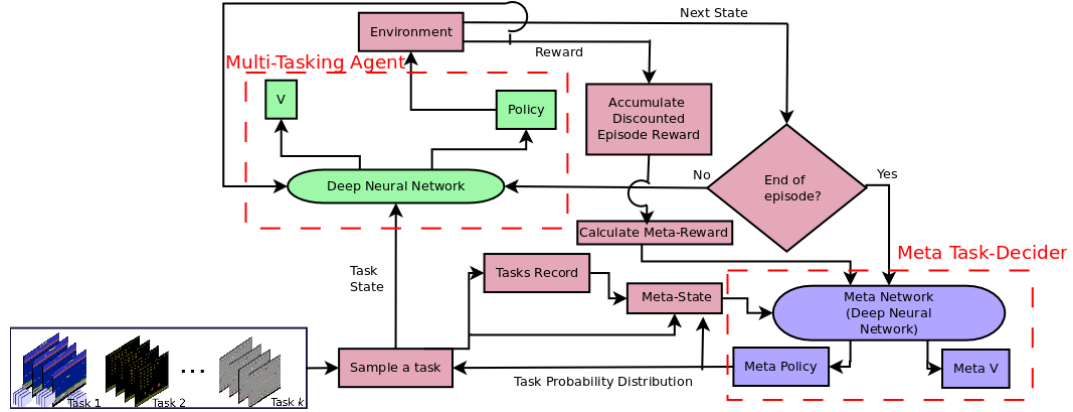 Next State
Environment
Reward
Multi-Tasking Agent
V
Policy
Accumulate
Discounted
Episode Reward
Deep Neural Network
No
End of
episode?
Yes
Calculate Meta-Reward
Meta Task-Decider
Task
State
Tasks Record
Meta-State
Meta Network
(Deep Neural
Network)
Task 1
Task 2
...
Task k
Sample a task
Task Probability Distribution
Meta Policy
Meta V